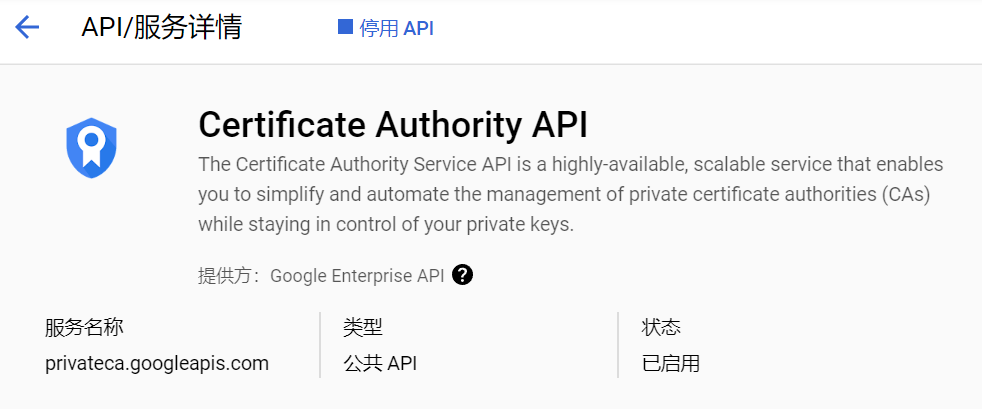 API/服务详情
停用 API
Certificate Authority API
The Certificate Authority Service API is a highly-available, scalable service that enables
you to simplify and automate the management of private certificate authorities (CAs)
while staying in control of your private keys.
提供方：Google Enterprise API ?
服务名称
privateca.googleapis.com
类型
公共 API
状态
已启用